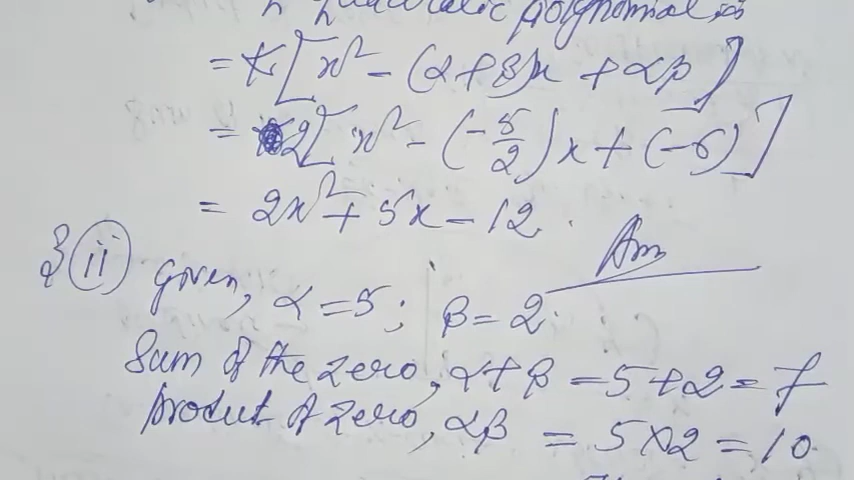 quadratic polynomial is
= k[x² - (α+β)x + αβ]
= 2[x² - (-5/2)x + (-6)]
= 2x² + 5x - 12.
Ans
ii
Given, α = 5; β = 2.
Sum of the zero, α+β = 5+2 = 7
product of zero, αβ = 5×2 = 10.